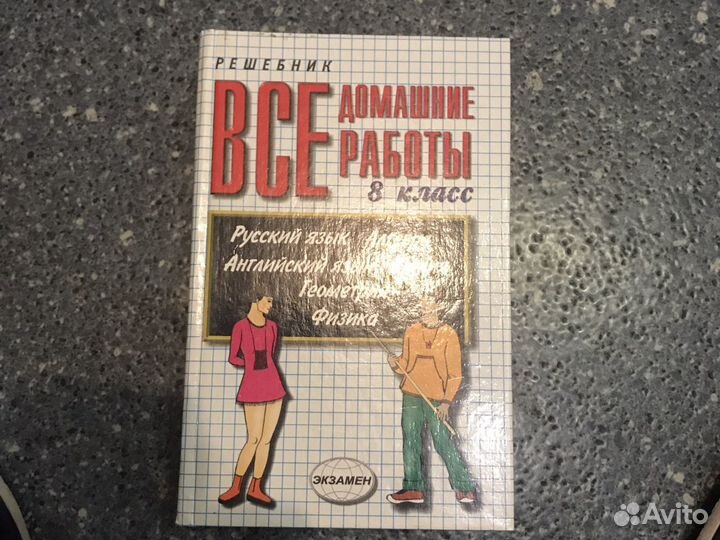 РЕШЕБНИК
ВСЕ ДОМАШНИЕ
РАБОТЫ
8 класс
Русский язык
Английский
Геометрия
Физика
ЭКЗАМЕН
Avito